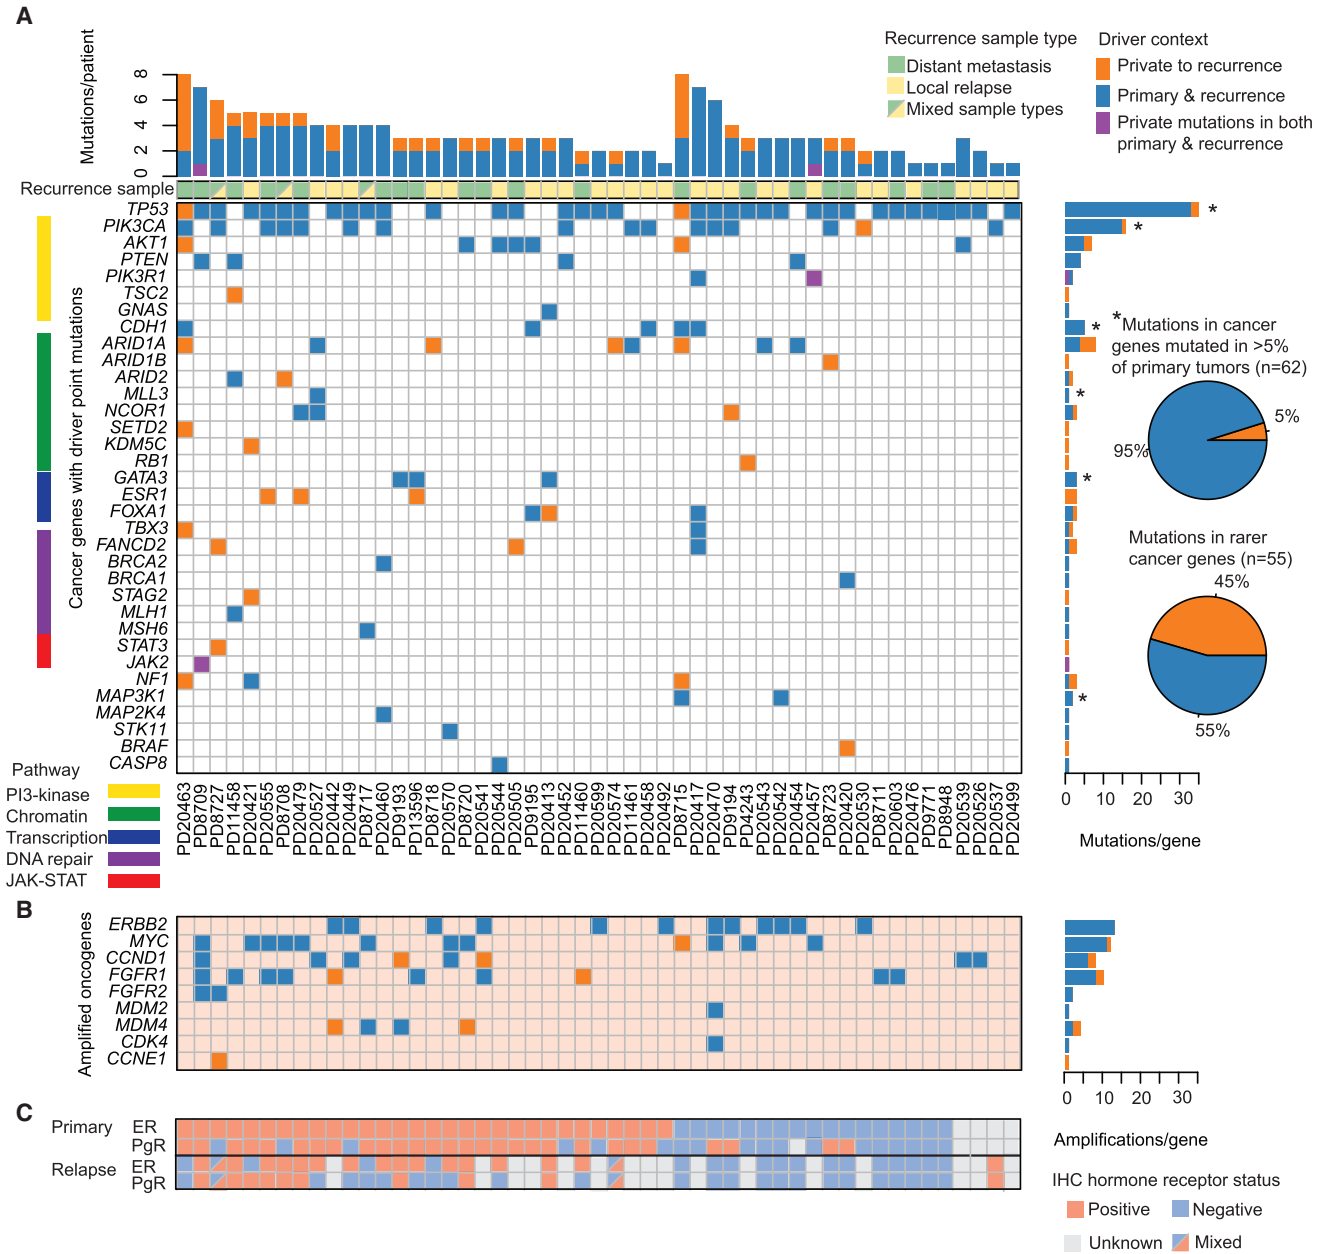 A
Mutations/patient
8
6
4
2
0
Recurrence sample type
Distant metastasis
Local relapse
Mixed sample types
Driver context
Private to recurrence
Primary & recurrence
Private mutations in both
primary & recurrence
Recurrence sample
Cancer genes with driver point mutations
TP53
PIK3CA
AKT1
PTEN
PIK3R1
TSC2
GNAS
CDH1
ARID1A
ARID1B
ARID2
MLL3
NCOR1
SETD2
KDM5C
RB1
GATA3
ESR1
FOXA1
TBX3
FANCD2
BRCA2
BRCA1
STAG2
MLH1
MSH6
STAT3
JAK2
NF1
MAP3K1
MAP2K4
STK11
BRAF
CASP8
*
*
*
*
*
*
* Mutations in cancer
genes mutated in >5%
of primary tumors (n=62)
5%
95%
Mutations in rarer
cancer genes (n=55)
45%
55%
0 10 20 30
Mutations/gene
Pathway
PI3-kinase
Chromatin
Transcription
DNA repair
JAK-STAT
PD20463
PD8709
PD8727
PD11458
PD20421
PD20555
PD8708
PD20479
PD20527
PD20442
PD20449
PD8717
PD20460
PD9193
PD13596
PD8718
PD20570
PD8720
PD20541
PD20544
PD20505
PD9195
PD20413
PD20452
PD11460
PD20599
PD20574
PD11461
PD20458
PD20492
PD8715
PD20417
PD20470
PD9194
PD4243
PD20543
PD20542
PD20454
PD20457
PD8723
PD20420
PD20530
PD8711
PD20603
PD20476
PD9771
PD8948
PD20539
PD20526
PD20537
PD20499
B
Amplified oncogenes
ERBB2
MYC
CCND1
FGFR1
FGFR2
MDM2
MDM4
CDK4
CCNE1
0 10 20 30
Amplifications/gene
C
Primary
ER
PgR
Relapse
ER
PgR
IHC hormone receptor status
Positive
Negative
Unknown
Mixed